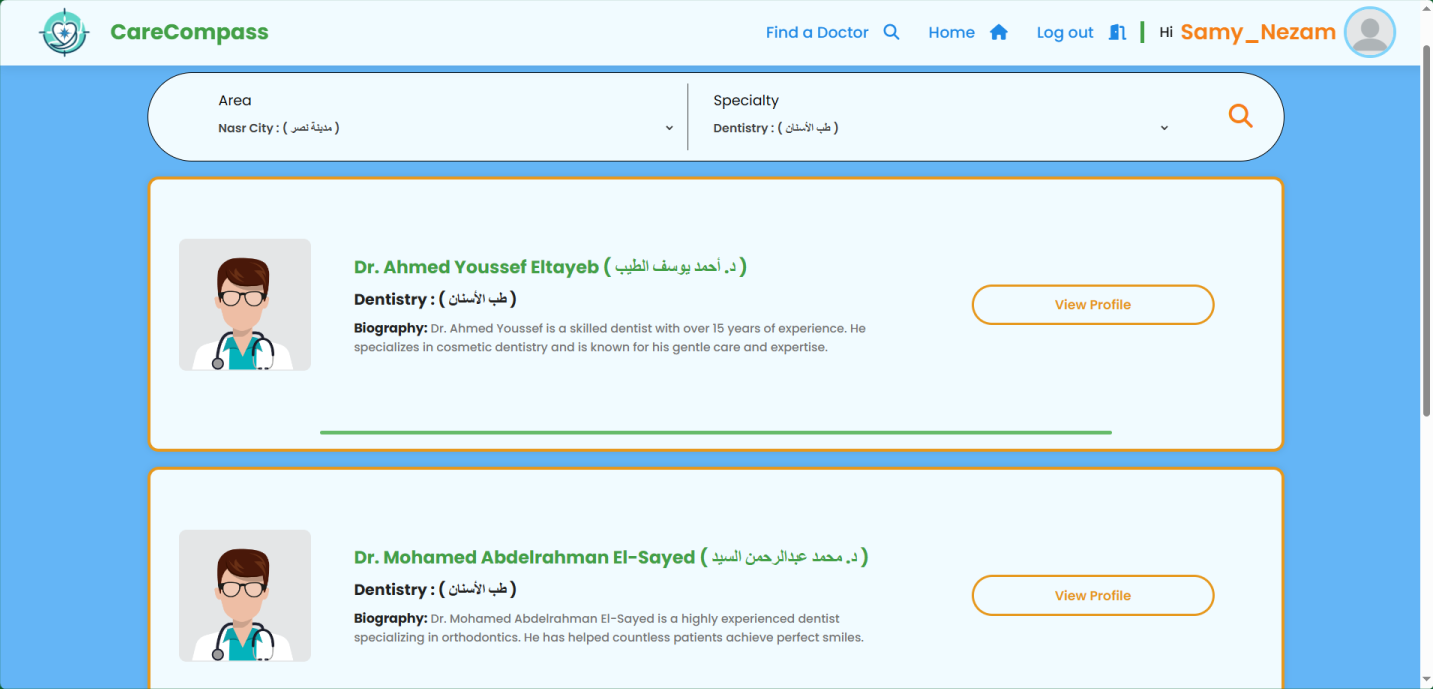 CareCompass
Find a Doctor Home Log out Hi Samy_Nezam
Area
Nasr City : ( مدينة نصر )
Specialty
Dentistry : ( طب الأسنان )
Dr. Ahmed Youssef Eltayeb ( د. أحمد يوسف الطيب )
Dentistry : ( طب الأسنان )
Biography: Dr. Ahmed Youssef is a skilled dentist with over 15 years of experience. He
specializes in cosmetic dentistry and is known for his gentle care and expertise.
View Profile
Dr. Mohamed Abdelrahman El-Sayed ( د. محمد عبدالرحمن السيد )
Dentistry : ( طب الأسنان )
Biography: Dr. Mohamed Abdelrahman El-Sayed is a highly experienced dentist
specializing in orthodontics. He has helped countless patients achieve perfect smiles.
View Profile